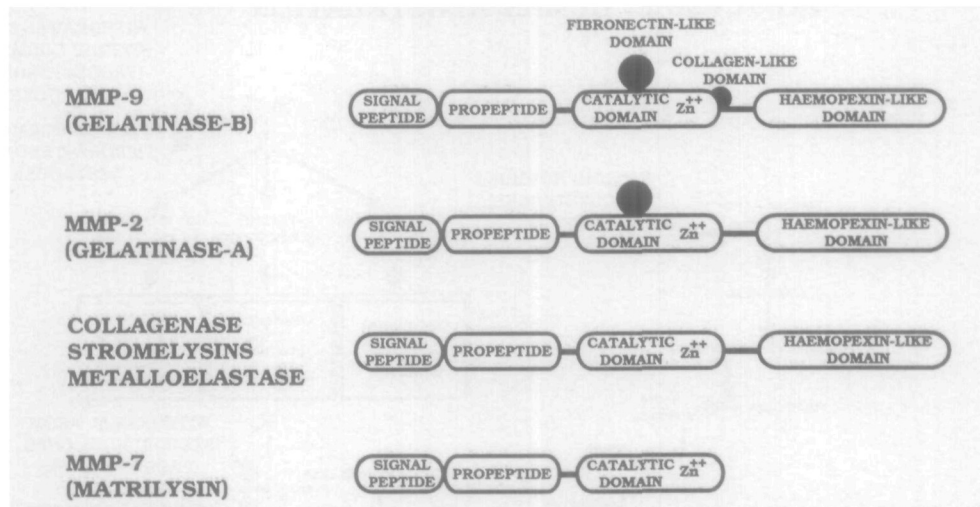 FIBRONECTIN-LIKE
DOMAIN
COLLAGEN-LIKE
DOMAIN
MMP-9
(GELATINASE-B)
SIGNAL
PEPTIDE
PROPEPTIDE
CATALYTIC
DOMAIN
Zn++
HAEMOPEXIN-LIKE
DOMAIN
MMP-2
(GELATINASE-A)
SIGNAL
PEPTIDE
PROPEPTIDE
CATALYTIC
DOMAIN
Zn++
HAEMOPEXIN-LIKE
DOMAIN
COLLAGENASE
STROMELYSINS
METALLOELASTASE
SIGNAL
PEPTIDE
PROPEPTIDE
CATALYTIC
DOMAIN
Zn++
HAEMOPEXIN-LIKE
DOMAIN
MMP-7
(MATRILYSIN)
SIGNAL
PEPTIDE
PROPEPTIDE
CATALYTIC
DOMAIN
Zn++